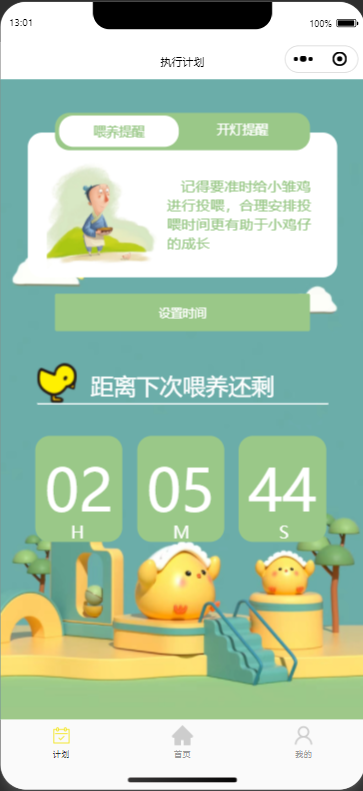 13:01
100%
执行计划
喂养提醒
开灯提醒
记得要准时给小雏鸡
进行投喂，合理安排投
喂时间更有助于小鸡仔
的成长
设置时间
距离下次喂养还剩
02 05 44
H M S
计划 首页 我的